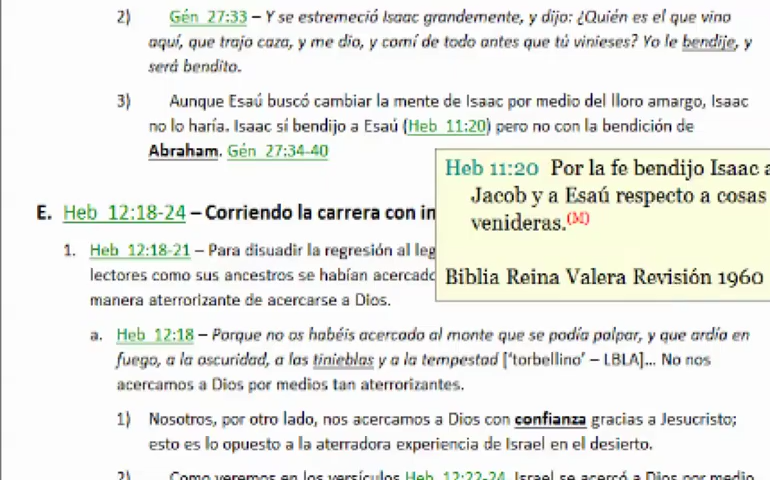 2) Gén 27:33 – Y se estremeció Isaac grandemente, y dijo: ¿Quién es el que vino
aquí, que trajo caza, y me dio, y comí de todo antes que tú vinieses? Yo le bendije, y
será bendito.
3) Aunque Esaú buscó cambiar la mente de Isaac por medio del lloro amargo, Isaac
no lo haría. Isaac sí bendijo a Esaú (Heb 11:20) pero no con la bendición de
Abraham. Gén 27:34-40
Heb 11:20 Por la fe bendijo Isaac a
Jacob y a Esaú respecto a cosas
venideras.(M)
Biblia Reina Valera Revisión 1960
E. Heb 12:18-24 – Corriendo la carrera con
1. Heb 12:18-21 – Para disuadir la regresión al
lectores como sus ancestros se habían acercado
manera aterrorizante de acercarse a Dios.
a. Heb 12:18 – Porque no os habéis acercado al monte que se podía palpar, y que ardía en
fuego, a la oscuridad, a las tinieblas y a la tempestad [‘torbellino’ – LBLA]... No nos
acercamos a Dios por medios tan aterrorizantes.
1) Nosotros, por otro lado, nos acercamos a Dios con confianza gracias a Jesucristo;
esto es lo opuesto a la aterradora experiencia de Israel en el desierto.
2) Como veremos en los versículos Heb 12:22-24, Israel se acercó a Dios por medio